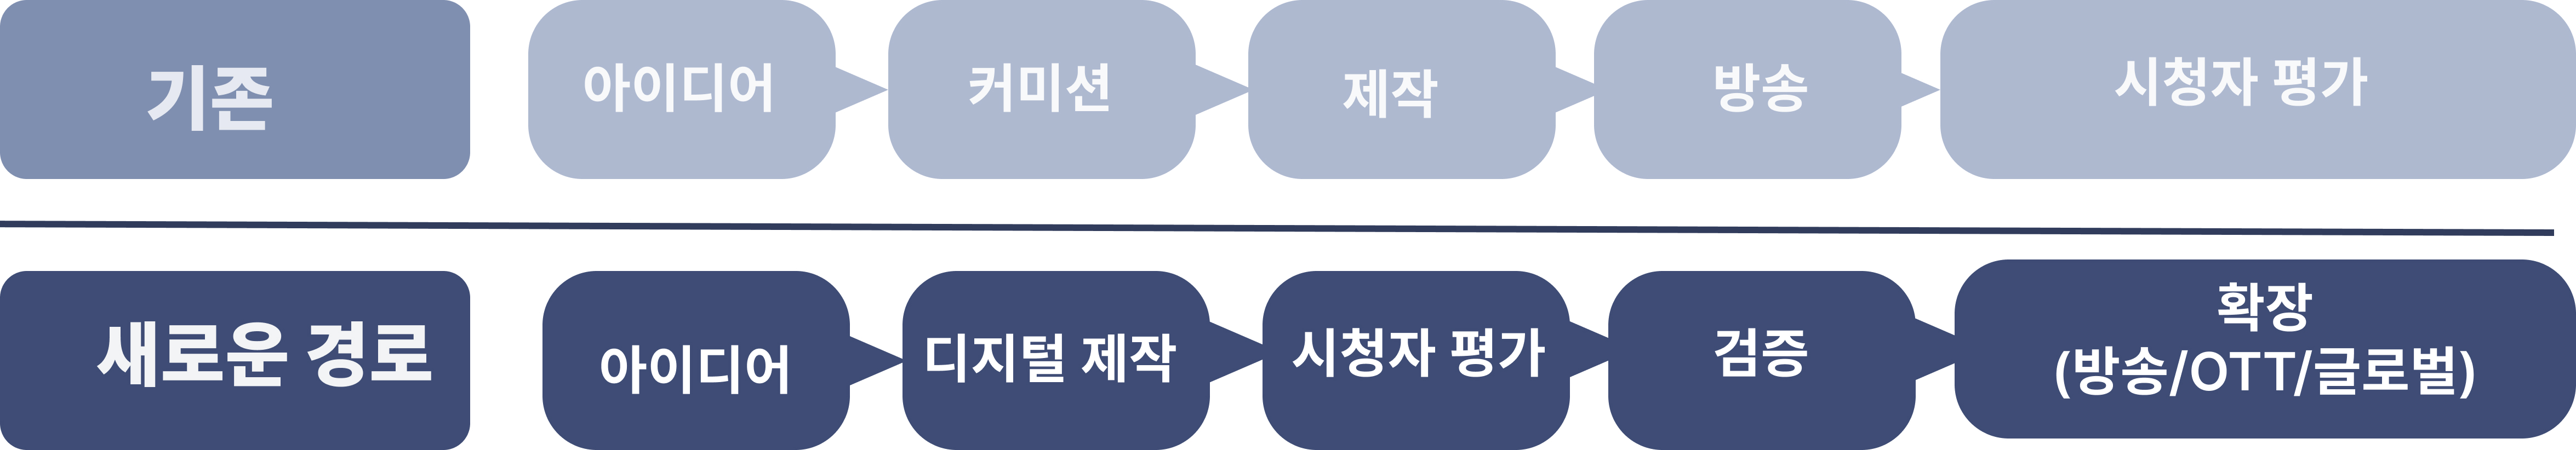 기존
아이디어
커미션
제작
방송
시청자 평가
새로운 경로
아이디어
디지털 제작
시청자 평가
검증
확장
(방송/OTT/글로벌)